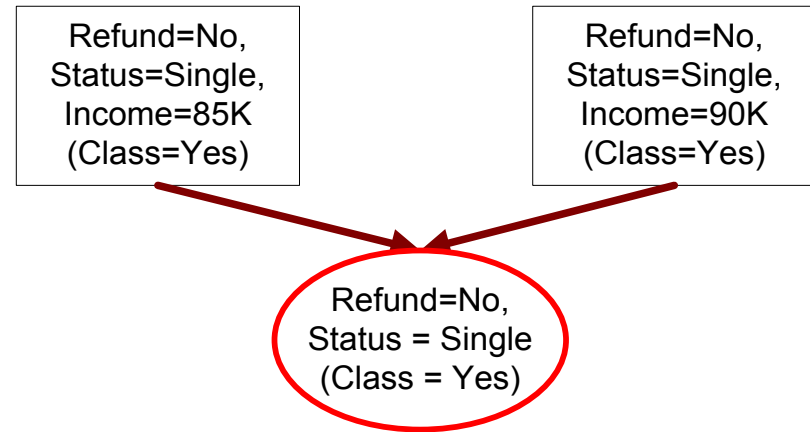 Refund=No,
Status=Single,
Income=85K
(Class=Yes)
Refund=No,
Status=Single,
Income=90K
(Class=Yes)
Refund=No,
Status = Single
(Class = Yes)